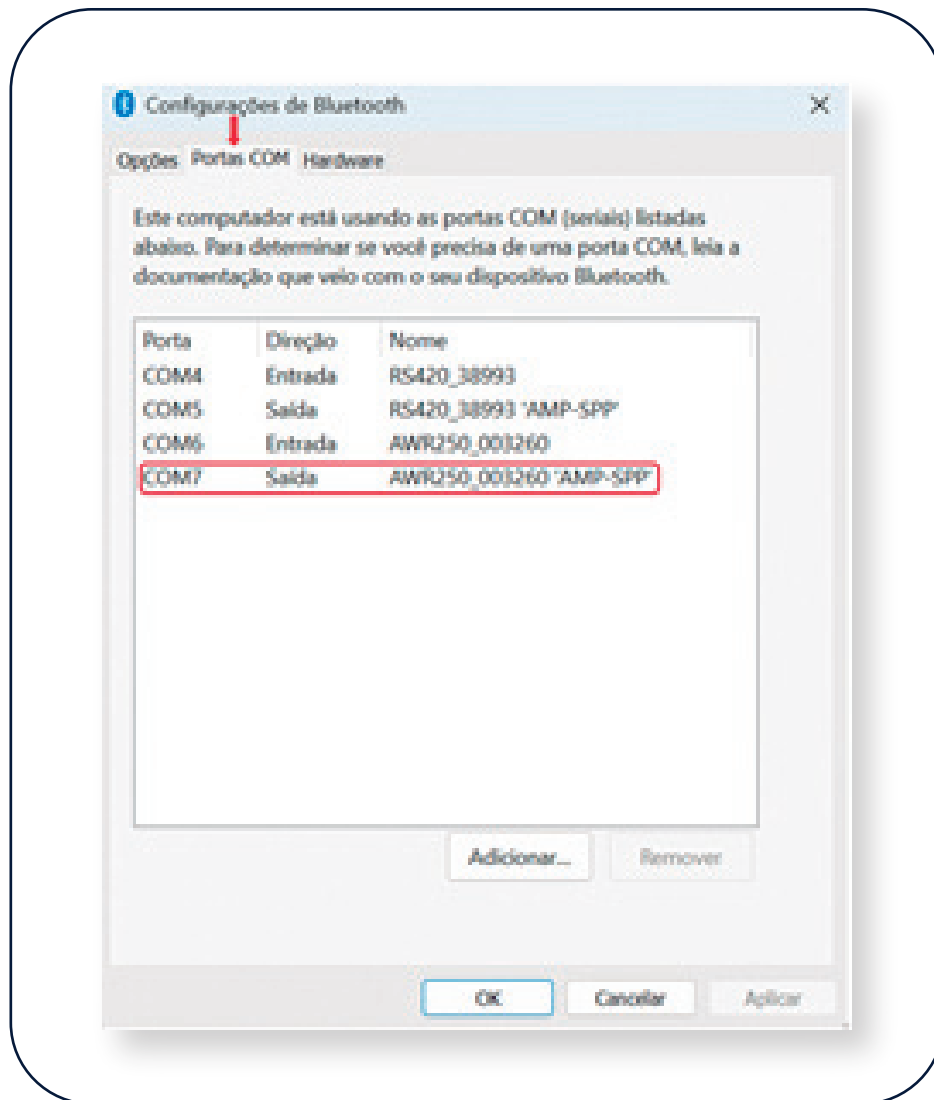 Configurações de Bluetooth
Opções Portas COM Hardware
Este computador está usando as portas COM (seriais) listadas
abaixo. Para determinar se você precisa de uma porta COM, leia a
documentação que veio com o seu dispositivo Bluetooth.
Porta Direção Nome
COM4 Entrada RS420_38993
COM5 Saída RS420_38993 'AMP-SPP'
COM6 Entrada AWR250_003260
COM7 Saída AWR250_003260 'AMP-SPP'
Adicionar... Remover
OK Cancelar Aplicar